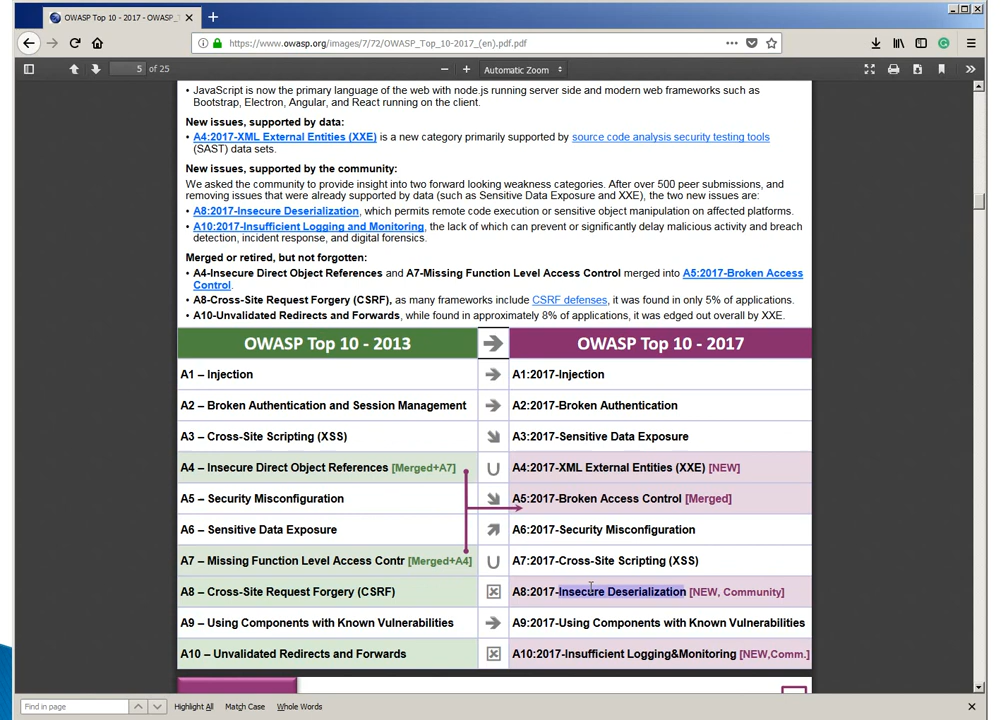 OWASP Top 10 - 2017 - OWASP_T
https://www.owasp.org/images/7/72/OWASP_Top_10-2017_(en).pdf.pdf
5 of 25
Automatic Zoom
• JavaScript is now the primary language of the web with node.js running server side and modern web frameworks such as
Bootstrap, Electron, Angular, and React running on the client.
New issues, supported by data:
• A4:2017-XML External Entities (XXE) is a new category primarily supported by source code analysis security testing tools
(SAST) data sets.
New issues, supported by the community:
We asked the community to provide insight into two forward looking weakness categories. After over 500 peer submissions, and
removing issues that were already supported by data (such as Sensitive Data Exposure and XXE), the two new issues are:
• A8:2017-Insecure Deserialization, which permits remote code execution or sensitive object manipulation on affected platforms.
• A10:2017-Insufficient Logging and Monitoring, the lack of which can prevent or significantly delay malicious activity and breach
detection, incident response, and digital forensics.
Merged or retired, but not forgotten:
• A4-Insecure Direct Object References and A7-Missing Function Level Access Control merged into A5:2017-Broken Access
Control.
• A8-Cross-Site Request Forgery (CSRF), as many frameworks include CSRF defenses, it was found in only 5% of applications.
• A10-Unvalidated Redirects and Forwards, while found in approximately 8% of applications, it was edged out overall by XXE.
OWASP Top 10 - 2013 → OWASP Top 10 - 2017
A1 – Injection → A1:2017-Injection
A2 – Broken Authentication and Session Management → A2:2017-Broken Authentication
A3 – Cross-Site Scripting (XSS) A3:2017-Sensitive Data Exposure
A4 – Insecure Direct Object References [Merged+A7] U A4:2017-XML External Entities (XXE) [NEW]
A5 – Security Misconfiguration A5:2017-Broken Access Control [Merged]
A6 – Sensitive Data Exposure A6:2017-Security Misconfiguration
A7 – Missing Function Level Access Contr [Merged+A4] U A7:2017-Cross-Site Scripting (XSS)
A8 – Cross-Site Request Forgery (CSRF) A8:2017-Insecure Deserialization [NEW, Community]
A9 – Using Components with Known Vulnerabilities → A9:2017-Using Components with Known Vulnerabilities
A10 – Unvalidated Redirects and Forwards A10:2017-Insufficient Logging&Monitoring [NEW,Comm.]
Find in page Highlight All Match Case Whole Words